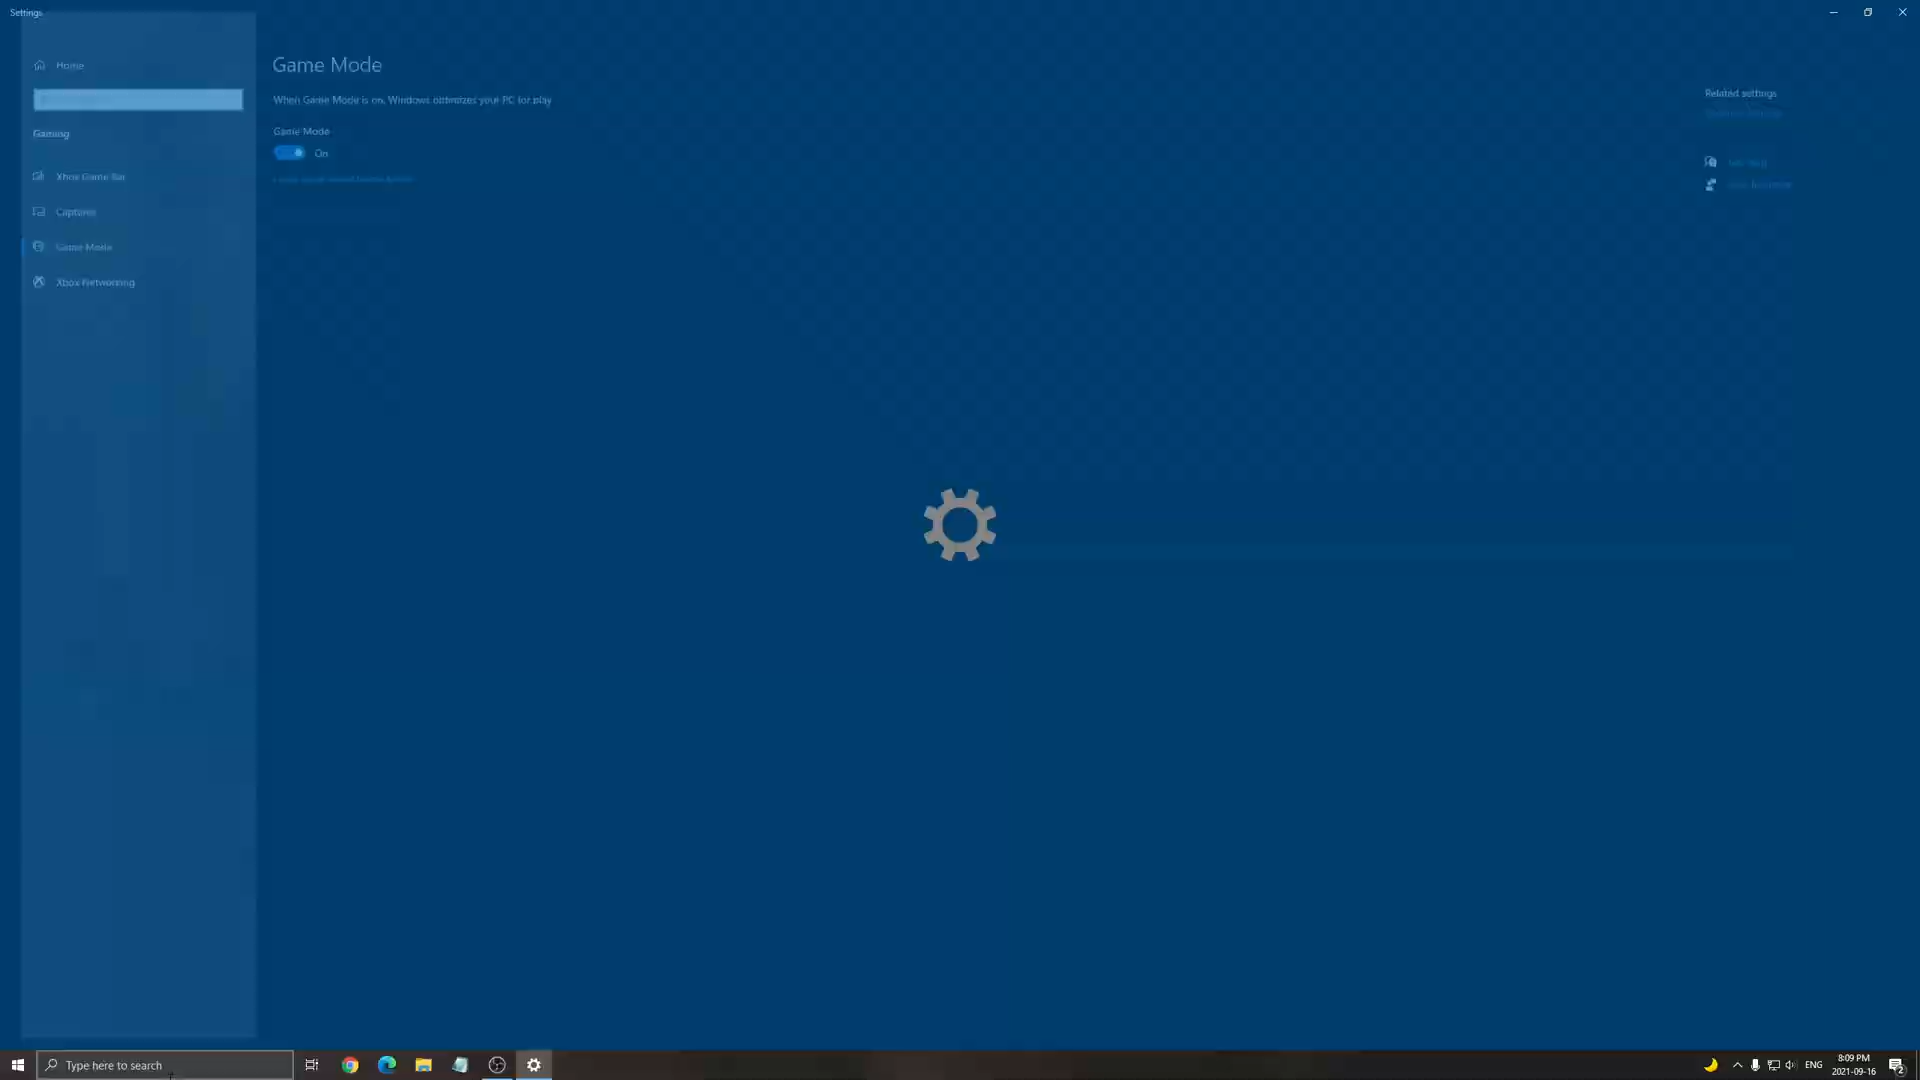 Settings
Home
Game Mode
When Game Mode is on, Windows optimizes your PC for play
Related settings
Gaming
Game Mode
On
Xbox Game Bar
Captures
Game Mode
Xbox Networking
Type here to search
ENG
8:09 PM
2021-09-16
2